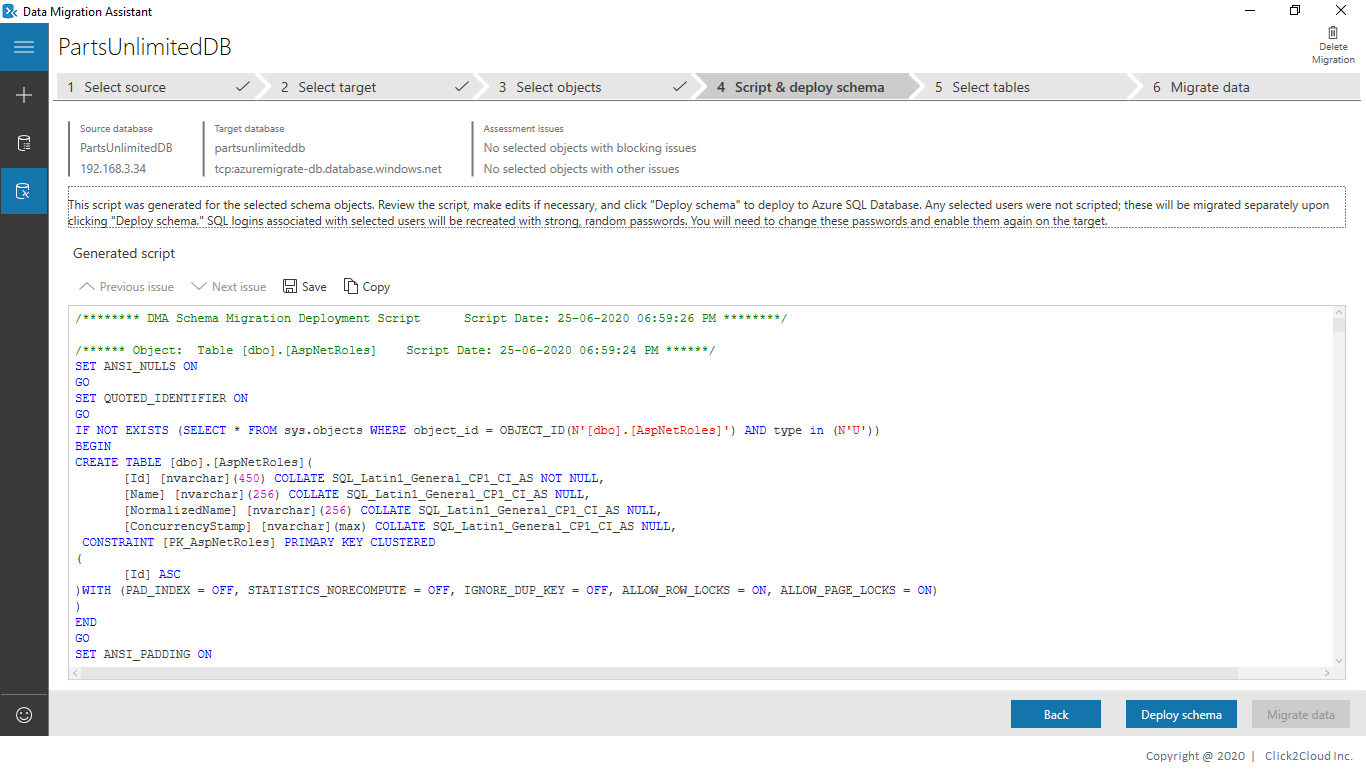 Data Migration Assistant
PartsUnlimitedDB
Delete
Migration
1 Select source
2 Select target
3 Select objects
4 Script & deploy schema
5 Select tables
6 Migrate data
Source database
PartsUnlimitedDB
192.168.3.34
Target database
partsunlimiteddb
tcp:azuremigrate-db.database.windows.net
Assessment issues
No selected objects with blocking issues
No selected objects with other issues
This script was generated for the selected schema objects. Review the script, make edits if necessary, and click "Deploy schema" to deploy to Azure SQL Database. Any selected users were not scripted; these will be migrated separately upon
clicking "Deploy schema." SQL logins associated with selected users will be recreated with strong, random passwords. You will need to change these passwords and enable them again on the target.
Generated script
Previous issue
Next issue
Save
Copy
/******** DMA Schema Migration Deployment Script      Script Date: 25-06-2020 06:59:26 PM ********/
/****** Object:  Table [dbo].[AspNetRoles]    Script Date: 25-06-2020 06:59:24 PM ******/
SET ANSI_NULLS ON
GO
SET QUOTED_IDENTIFIER ON
GO
IF NOT EXISTS (SELECT * FROM sys.objects WHERE object_id = OBJECT_ID(N'[dbo].[AspNetRoles]') AND type in (N'U'))
BEGIN
CREATE TABLE [dbo].[AspNetRoles](
[Id] [nvarchar](450) COLLATE SQL_Latin1_General_CP1_CI_AS NOT NULL,
[Name] [nvarchar](256) COLLATE SQL_Latin1_General_CP1_CI_AS NULL,
[NormalizedName] [nvarchar](256) COLLATE SQL_Latin1_General_CP1_CI_AS NULL,
[ConcurrencyStamp] [nvarchar](max) COLLATE SQL_Latin1_General_CP1_CI_AS NULL,
CONSTRAINT [PK_AspNetRoles] PRIMARY KEY CLUSTERED
(
[Id] ASC
)WITH (PAD_INDEX = OFF, STATISTICS_NORECOMPUTE = OFF, IGNORE_DUP_KEY = OFF, ALLOW_ROW_LOCKS = ON, ALLOW_PAGE_LOCKS = ON)
)
END
GO
SET ANSI_PADDING ON
Back
Deploy schema
Migrate data
Copyright @ 2020 | Click2Cloud Inc.